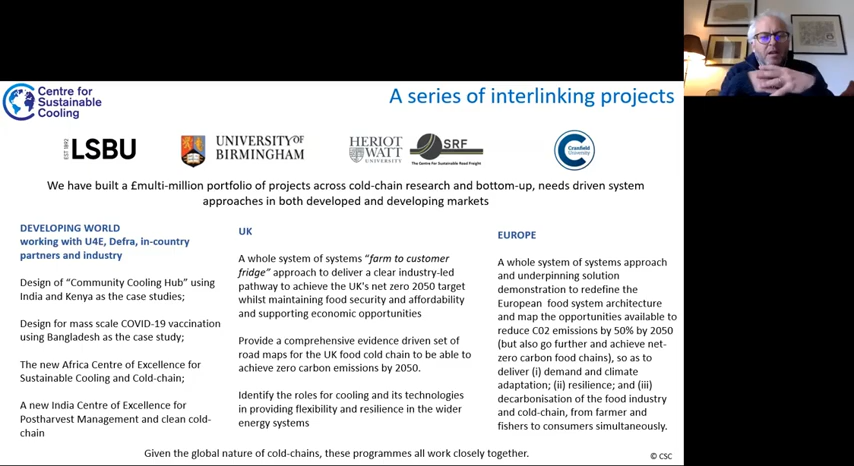 Centre for
Sustainable
Cooling
A series of interlinking projects
EST 1892
LSBU
UNIVERSITYOF
BIRMINGHAM
HERIOT
WATT
UNIVERSITY
SRF
The Centre for Sustainable Road Freight
Cranfield
University
We have built a £multi-million portfolio of projects across cold-chain research and bottom-up, needs driven system
approaches in both developed and developing markets
DEVELOPING WORLD
working with U4E, Defra, in-country
partners and industry
Design of “Community Cooling Hub” using
India and Kenya as the case studies;
Design for mass scale COVID-19 vaccination
using Bangladesh as the case study;
The new Africa Centre of Excellence for
Sustainable Cooling and Cold-chain;
A new India Centre of Excellence for
Postharvest Management and clean cold-
chain
UK
A whole system of systems “farm to customer
fridge” approach to deliver a clear industry-led
pathway to achieve the UK's net zero 2050 target
whilst maintaining food security and affordability
and supporting economic opportunities
Provide a comprehensive evidence driven set of
road maps for the UK food cold chain to be able to
achieve zero carbon emissions by 2050.
Identify the roles for cooling and its technologies
in providing flexibility and resilience in the wider
energy systems
EUROPE
A whole system of systems approach
and underpinning solution
demonstration to redefine the
European food system architecture
and map the opportunities available to
reduce C02 emissions by 50% by 2050
(but also go further and achieve net-
zero carbon food chains), so as to
deliver (i) demand and climate
adaptation; (ii) resilience; and (iii)
decarbonisation of the food industry
and cold-chain, from farmer and
fishers to consumers simultaneously.
Given the global nature of cold-chains, these programmes all work closely together.
© CSC